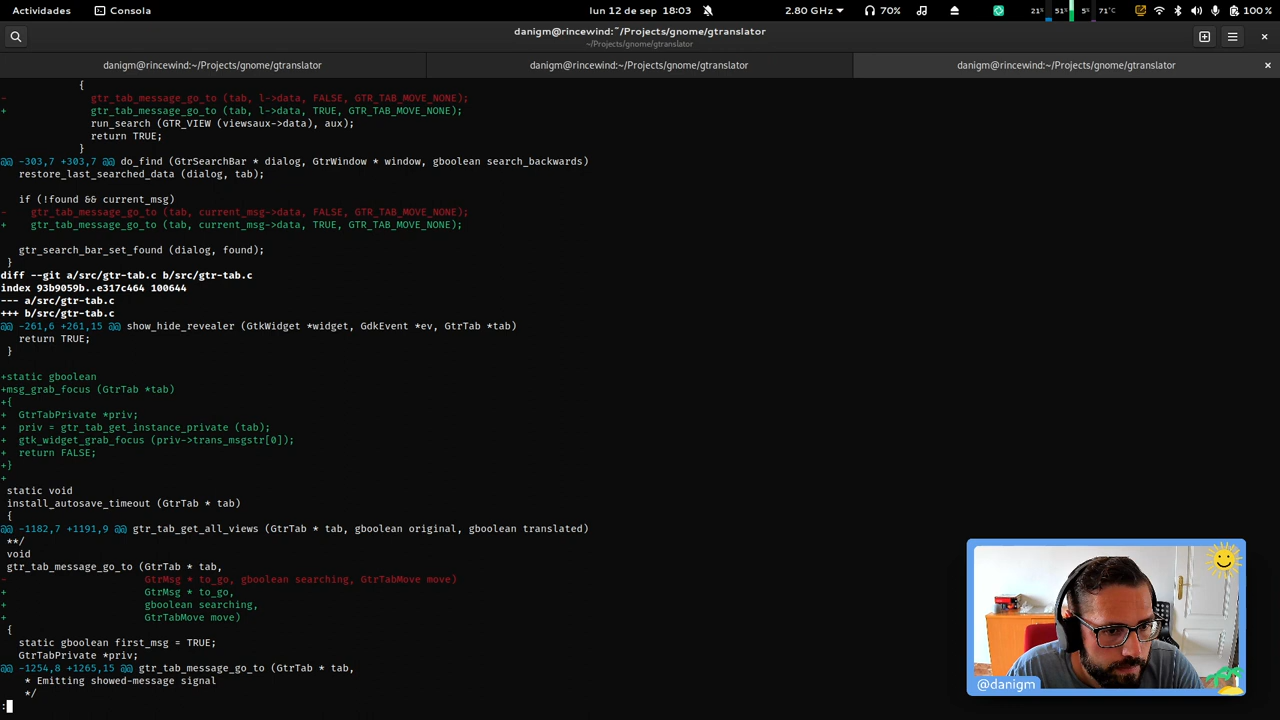 Actividades
Consola
lun 12 de sep 18:03
2.80 GHz
70%
21%
51%
5%
71°C
100 %
danigm@rincewind:~/Projects/gnome/gtranslator
~/Projects/gnome/gtranslator
danigm@rincewind:~/Projects/gnome/gtranslator
danigm@rincewind:~/Projects/gnome/gtranslator
danigm@rincewind:~/Projects/gnome/gtranslator
{
- gtr_tab_message_go_to (tab, l->data, FALSE, GTR_TAB_MOVE_NONE);
+ gtr_tab_message_go_to (tab, l->data, TRUE, GTR_TAB_MOVE_NONE);
run_search (GTR_VIEW (viewsaux->data), aux);
return TRUE;
}
@@ -303,7 +303,7 @@ do_find (GtrSearchBar * dialog, GtrWindow * window, gboolean search_backwards)
restore_last_searched_data (dialog, tab);
if (!found && current_msg)
- gtr_tab_message_go_to (tab, current_msg->data, FALSE, GTR_TAB_MOVE_NONE);
+ gtr_tab_message_go_to (tab, current_msg->data, TRUE, GTR_TAB_MOVE_NONE);
gtr_search_bar_set_found (dialog, found);
}
diff --git a/src/gtr-tab.c b/src/gtr-tab.c
index 93b9059b..e317c464 100644
--- a/src/gtr-tab.c
+++ b/src/gtr-tab.c
@@ -261,6 +261,15 @@ show_hide_revealer (GtkWidget *widget, GdkEvent *ev, GtrTab *tab)
return TRUE;
}
+static gboolean
+msg_grab_focus (GtrTab *tab)
+{
+ GtrTabPrivate *priv;
+ priv = gtr_tab_get_instance_private (tab);
+ gtk_widget_grab_focus (priv->trans_msgstr[0]);
+ return FALSE;
+}
+
static void
install_autosave_timeout (GtrTab * tab)
{
@@ -1182,7 +1191,9 @@ gtr_tab_get_all_views (GtrTab * tab, gboolean original, gboolean translated)
**/
void
gtr_tab_message_go_to (GtrTab * tab,
- GtrMsg * to_go, gboolean searching, GtrTabMove move)
+ GtrMsg * to_go,
+ gboolean searching,
+ GtrTabMove move)
{
static gboolean first_msg = TRUE;
GtrTabPrivate *priv;
@@ -1254,8 +1265,15 @@ gtr_tab_message_go_to (GtrTab * tab,
* Emitting showed-message signal
*/
:
@danigm